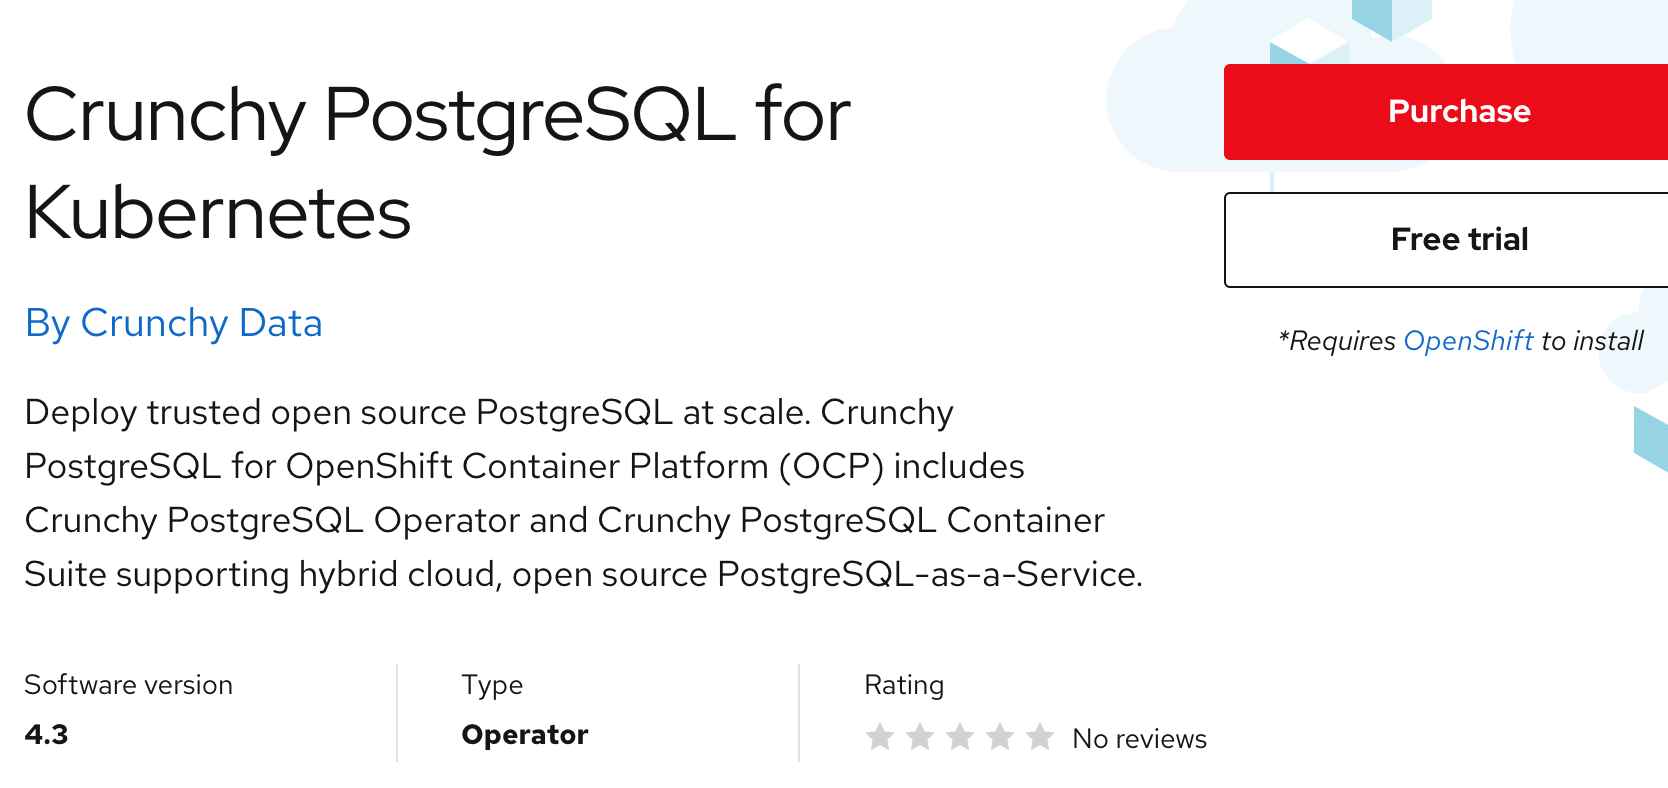 Crunchy PostgreSQL for
Kubernetes
By Crunchy Data
Deploy trusted open source PostgreSQL at scale. Crunchy
PostgreSQL for OpenShift Container Platform (OCP) includes
Crunchy PostgreSQL Operator and Crunchy PostgreSQL Container
Suite supporting hybrid cloud, open source PostgreSQL-as-a-Service.
Purchase
Free trial
*Requires OpenShift to install
Software version
4.3
Type
Operator
Rating
No reviews